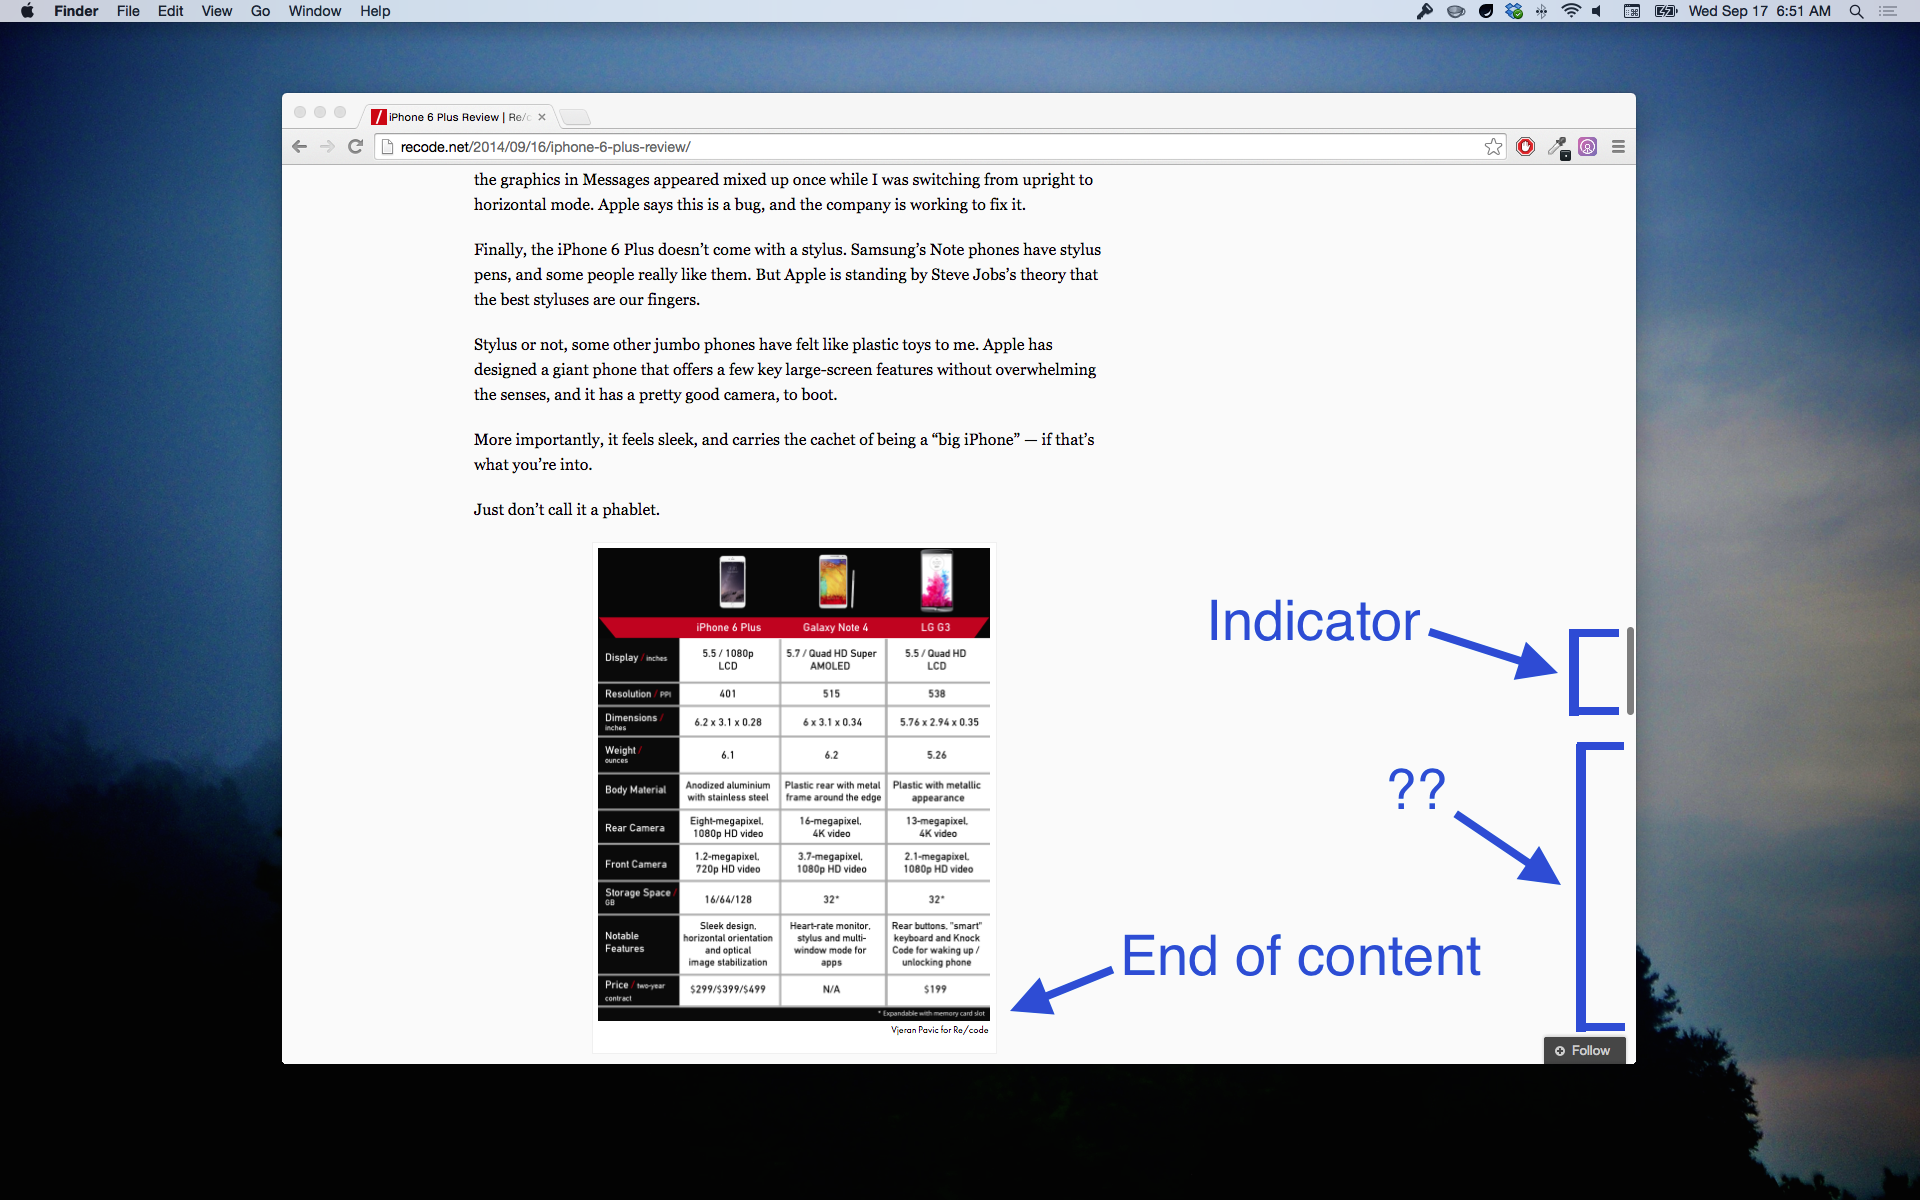 Finder File Edit View Go Window Help
Wed Sep 17 6:51 AM
iPhone 6 Plus Review | Re/c
recode.net/2014/09/16/iphone-6-plus-review/
the graphics in Messages appeared mixed up once while I was switching from upright to
horizontal mode. Apple says this is a bug, and the company is working to fix it.
Finally, the iPhone 6 Plus doesn’t come with a stylus. Samsung’s Note phones have stylus
pens, and some people really like them. But Apple is standing by Steve Jobs’s theory that
the best styluses are our fingers.
Stylus or not, some other jumbo phones have felt like plastic toys to me. Apple has
designed a giant phone that offers a few key large-screen features without overwhelming
the senses, and it has a pretty good camera, to boot.
More importantly, it feels sleek, and carries the cachet of being a “big iPhone” — if that’s
what you’re into.
Just don’t call it a phablet.
iPhone 6 Plus Galaxy Note 4 LG G3
Display / inches
5.5 / 1080p
LCD
5.7 / Quad HD Super
AMOLED
5.5 / Quad HD
LCD
Resolution / PPI 401 515 538
Dimensions /
inches
6.2 x 3.1 x 0.28 6 x 3.1 x 0.34 5.76 x 2.94 x 0.35
Weight /
ounces
6.1 6.2 5.26
Body Material
Anodized aluminium
with stainless steel
Plastic rear with metal
frame around the edge
Plastic with metallic
appearance
Rear Camera
Eight-megapixel,
1080p HD video
16-megapixel,
4K video
13-megapixel,
4K video
Front Camera
1.2-megapixel,
720p HD video
3.7-megapixel,
1080p HD video
2.1-megapixel,
1080p HD video
Storage Space /
GB
16/64/128 32* 32*
Notable
Features
Sleek design,
horizontal orientation
and optical
image stabilization
Heart-rate monitor,
stylus and multi-
window mode for
apps
Rear buttons, "smart"
keyboard and Knock
Code for waking up /
unlocking phone
Price / two-year
contract
$299/$399/$499 N/A $199
* Expandable with memory card slot
Vjeran Pavic for Re/code
Indicator
??
End of content
Follow